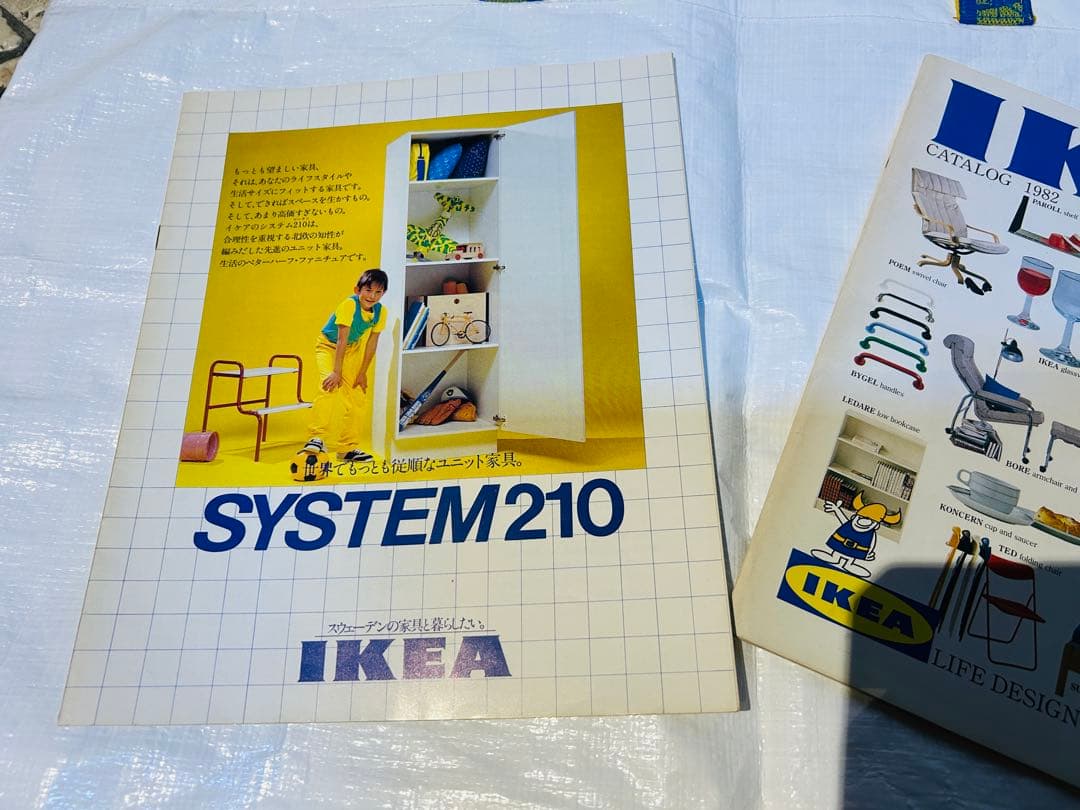 もっとも望ましい家具、
それは、あなたのライフスタイルや
生活サイズにフィットする家具です。
そして、できればスペースを生かすもの。
そして、あまり高価すぎないもの。
イケアのシステム210は、
合理性を重視する北欧の知性が
編みだした先進のユニット家具。
生活のベターハーフ・ファニチュアです。
世界でもっとも従順なユニット家具。
SYSTEM210
スウェーデンの家具と暮らしたい。
IKEA
IK
CATALOG 1982
PAROLL shelf
POEM swivel chair
IKEA
BYGEL handles
LEDARE low bookcase
BORE armchair and
KONCERN cup and saucer
TED folding chair
IKEA
LIFE DESIGN